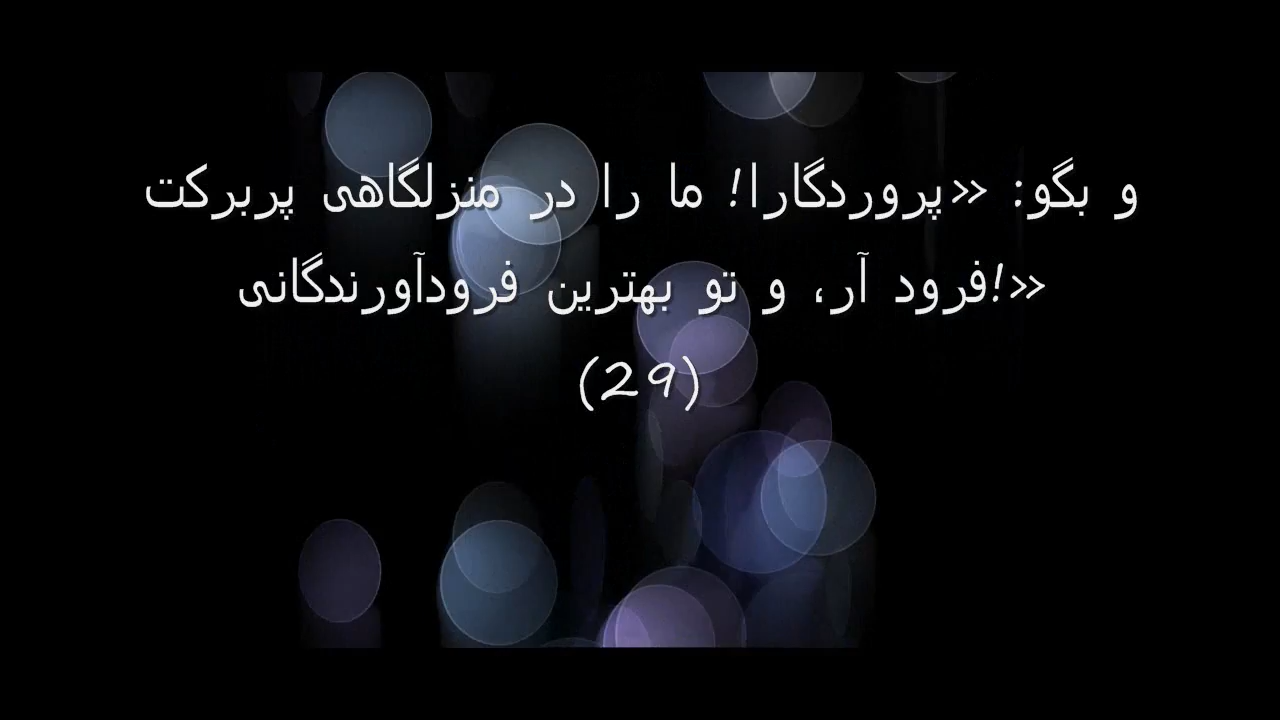 و بگو: «پروردگارا! ما را در منزلگاهی پربرکت
فرود آر، و تو بهترین فرودآورندگانی!»
(29)